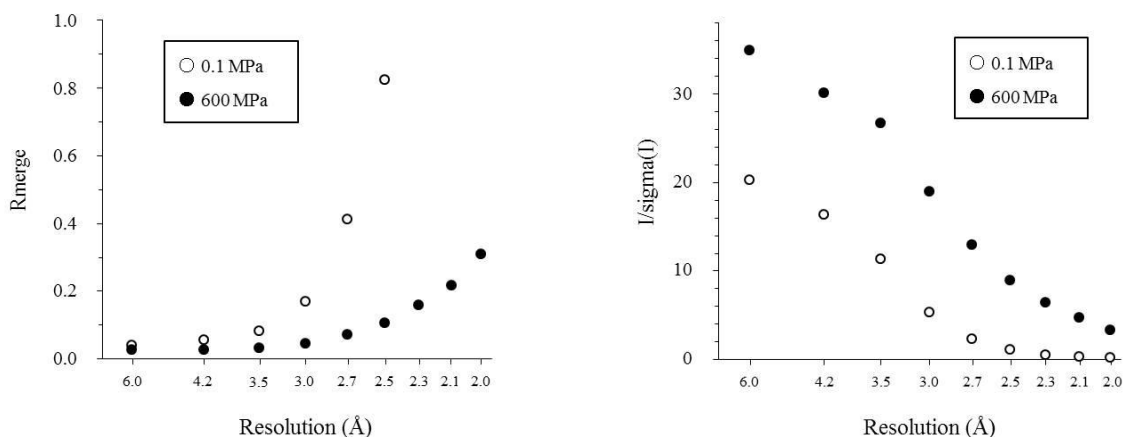 1.0
0.8
0.6
0.4
0.2
0.0
Rmerge
0.1 MPa
600 MPa
6.0 4.2 3.5 3.0 2.7 2.5 2.3 2.1 2.0
Resolution (Å)
30
20
10
0
I/sigma(I)
0.1 MPa
600 MPa
6.0 4.2 3.5 3.0 2.7 2.5 2.3 2.1 2.0
Resolution (Å)